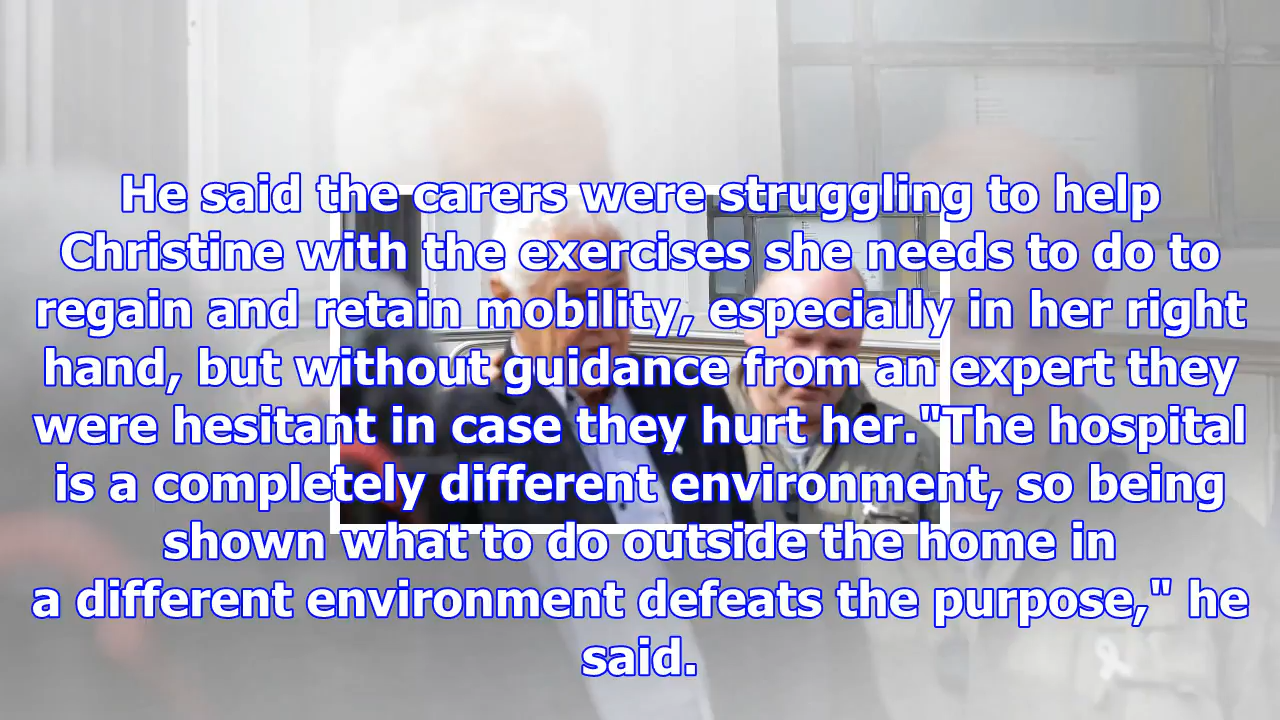 He said the carers were struggling to help
Christine with the exercises she needs to do to
regain and retain mobility, especially in her right
hand, but without guidance from an expert they
were hesitant in case they hurt her."The hospital
is a completely different environment, so being
shown what to do outside the home in
a different environment defeats the purpose," he
said.